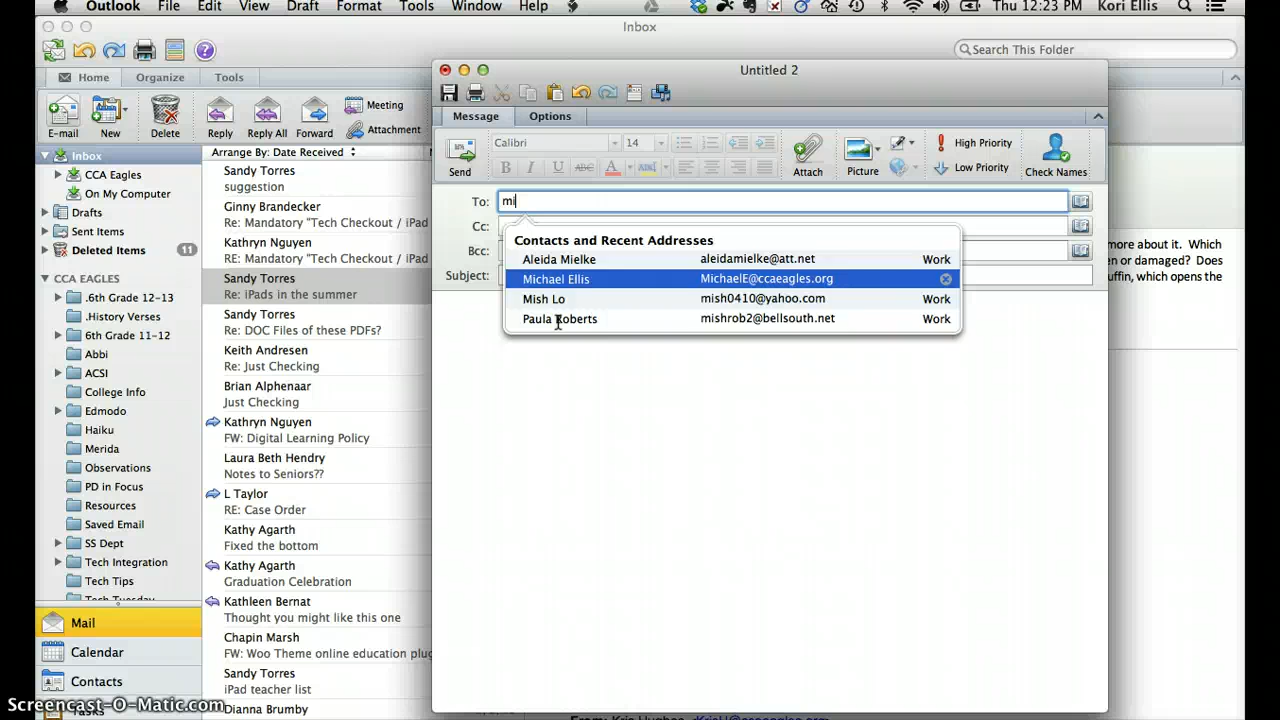 Outlook File Edit View Draft Format Tools Window Help Thu 12:23 PM Kori Ellis
Inbox
Search This Folder
Home Organize Tools
E-mail New Delete Reply Reply All Forward Meeting Attachment
Inbox
CCA Eagles
On My Computer
Drafts
Sent Items
Deleted Items 11
CCA EAGLES
.6th Grade 12-13
.History Verses
6th Grade 11-12
Abbi
ACSI
College Info
Edmodo
Haiku
Merida
Observations
PD in Focus
Resources
Saved Email
SS Dept
Tech Integration
Tech Tips
Tech Tuesday
Mail
Calendar
Contacts
Tasks
Arrange By: Date Received
Sandy Torres
suggestion
Ginny Brandecker
Re: Mandatory "Tech Checkout / iPad
Kathryn Nguyen
Re: Mandatory "Tech Checkout / iPad
Sandy Torres
Re: iPads in the summer
Sandy Torres
Re: DOC Files of these PDFs?
Keith Andresen
Re: Just Checking
Brian Alphenaar
Just Checking
Kathryn Nguyen
FW: Digital Learning Policy
Laura Beth Hendry
Notes to Seniors??
L Taylor
RE: Case Order
Kathy Agarth
Fixed the bottom
Kathy Agarth
Graduation Celebration
Kathleen Bernat
Thought you might like this one
Chapin Marsh
FW: Woo Theme online education plug
Sandy Torres
iPad teacher list
Dianna Brumby
Untitled 2
Message Options
Send
Calibri 14
B I U ABC A
Attach
Picture
High Priority
Low Priority
Check Names
To: mi
Cc:
Bcc:
Subject:
Contacts and Recent Addresses
Aleida Mielke aleidamielke@att.net Work
Michael Ellis MichaelE@ccaeagles.org
Mish Lo mish0410@yahoo.com Work
Paula Roberts mishrob2@bellsouth.net Work
more about it. Which
en or damaged? Does
uffin, which opens the
Screencast-O-Matic.com